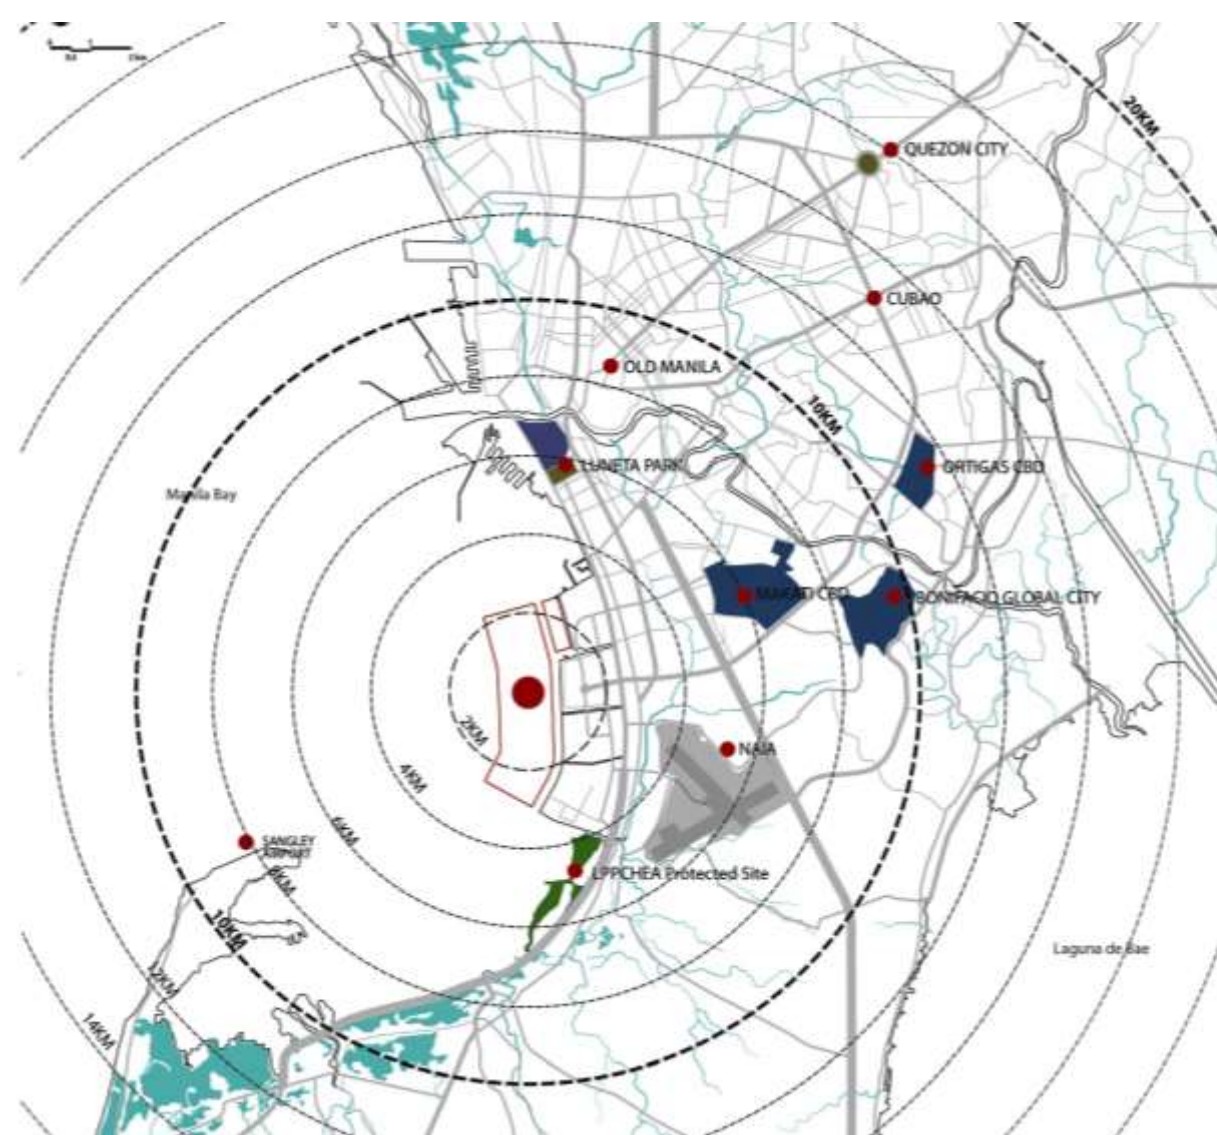 20KM
QUEZON CITY
CUBAO
OLD MANILA
10KM
LUNETA PARK
ORTIGAS CBD
Manila Bay
MAKATI CBD
BONIFACIO GLOBAL CITY
2KM
NAIA
4KM
6KM
SANGLEY
AIRPORT
8KM
LPPCHEA Protected Site
10KM
Laguna de Bae
12KM
14KM